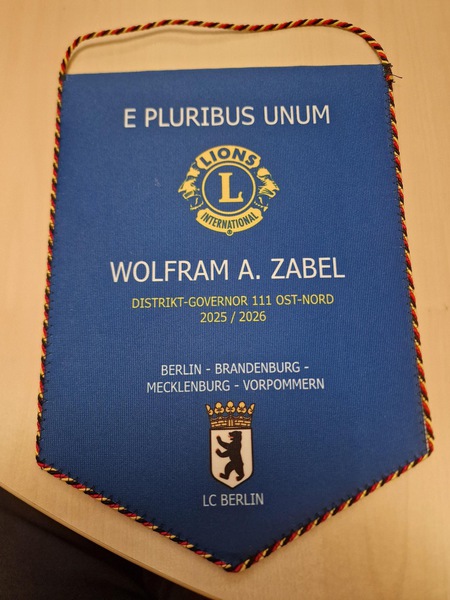 E PLURIBUS UNUM
LIONS
L
INTERNATIONAL
®
WOLFRAM A. ZABEL
DISTRIKT-GOVERNOR 111 OST-NORD
2025 / 2026
BERLIN - BRANDENBURG -
MECKLENBURG - VORPOMMERN
LC BERLIN